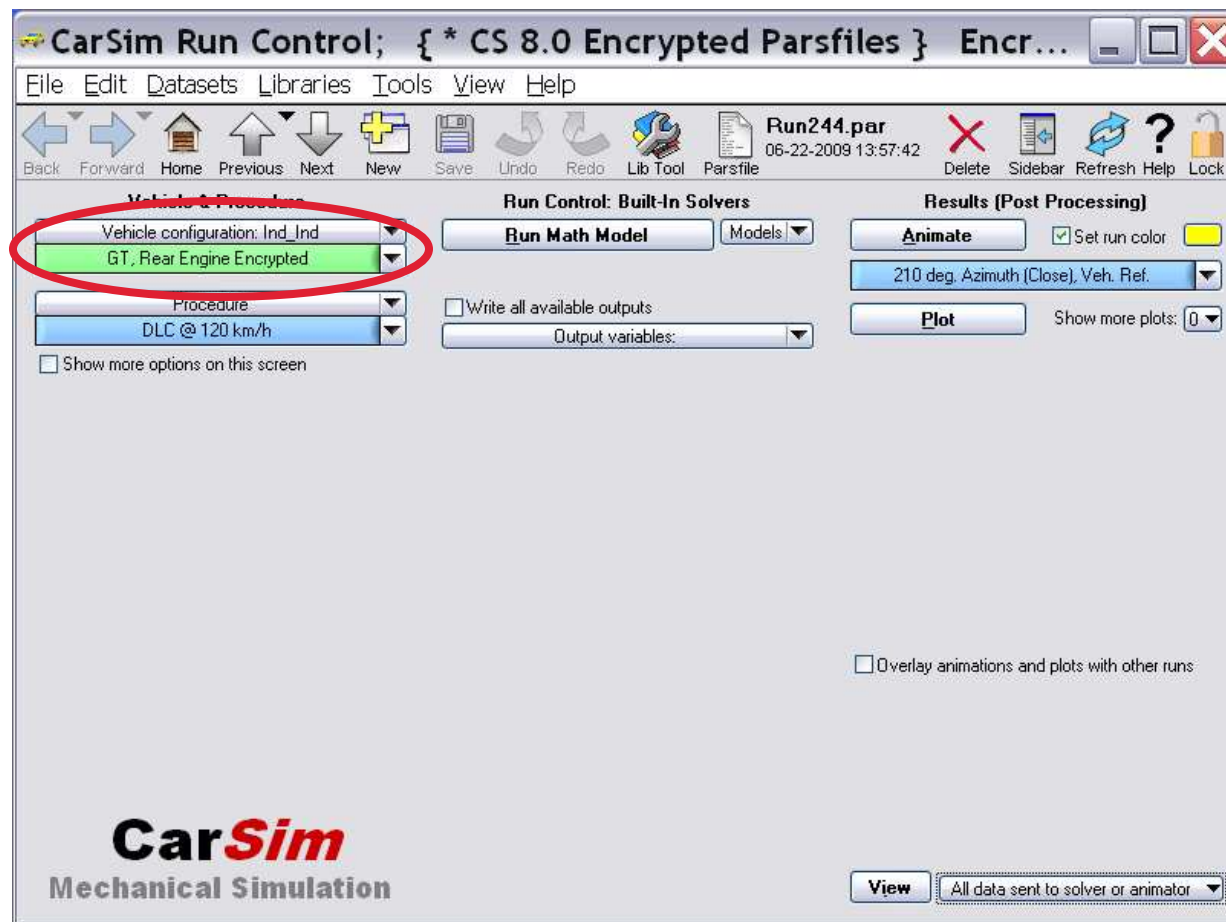 CarSim Run Control; { * CS 8.0 Encrypted Parsfiles } Encr...
File Edit Datasets Libraries Tools View Help
Back Forward Home Previous Next New Save Undo Redo Lib Tool Parsfile
Run244.par
06-22-2009 13:57:42
Delete Sidebar Refresh Help Lock
Vehicle & Procedure
Vehicle configuration: Ind_Ind
GT, Rear Engine Encrypted
Procedure
DLC @ 120 km/h
Show more options on this screen
Run Control: Built-In Solvers
Run Math Model Models
Write all available outputs
Output variables:
Results (Post Processing)
Animate Set run color
210 deg. Azimuth (Close), Veh. Ref.
Plot Show more plots: 0
Overlay animations and plots with other runs
CarSim
Mechanical Simulation
View All data sent to solver or animator